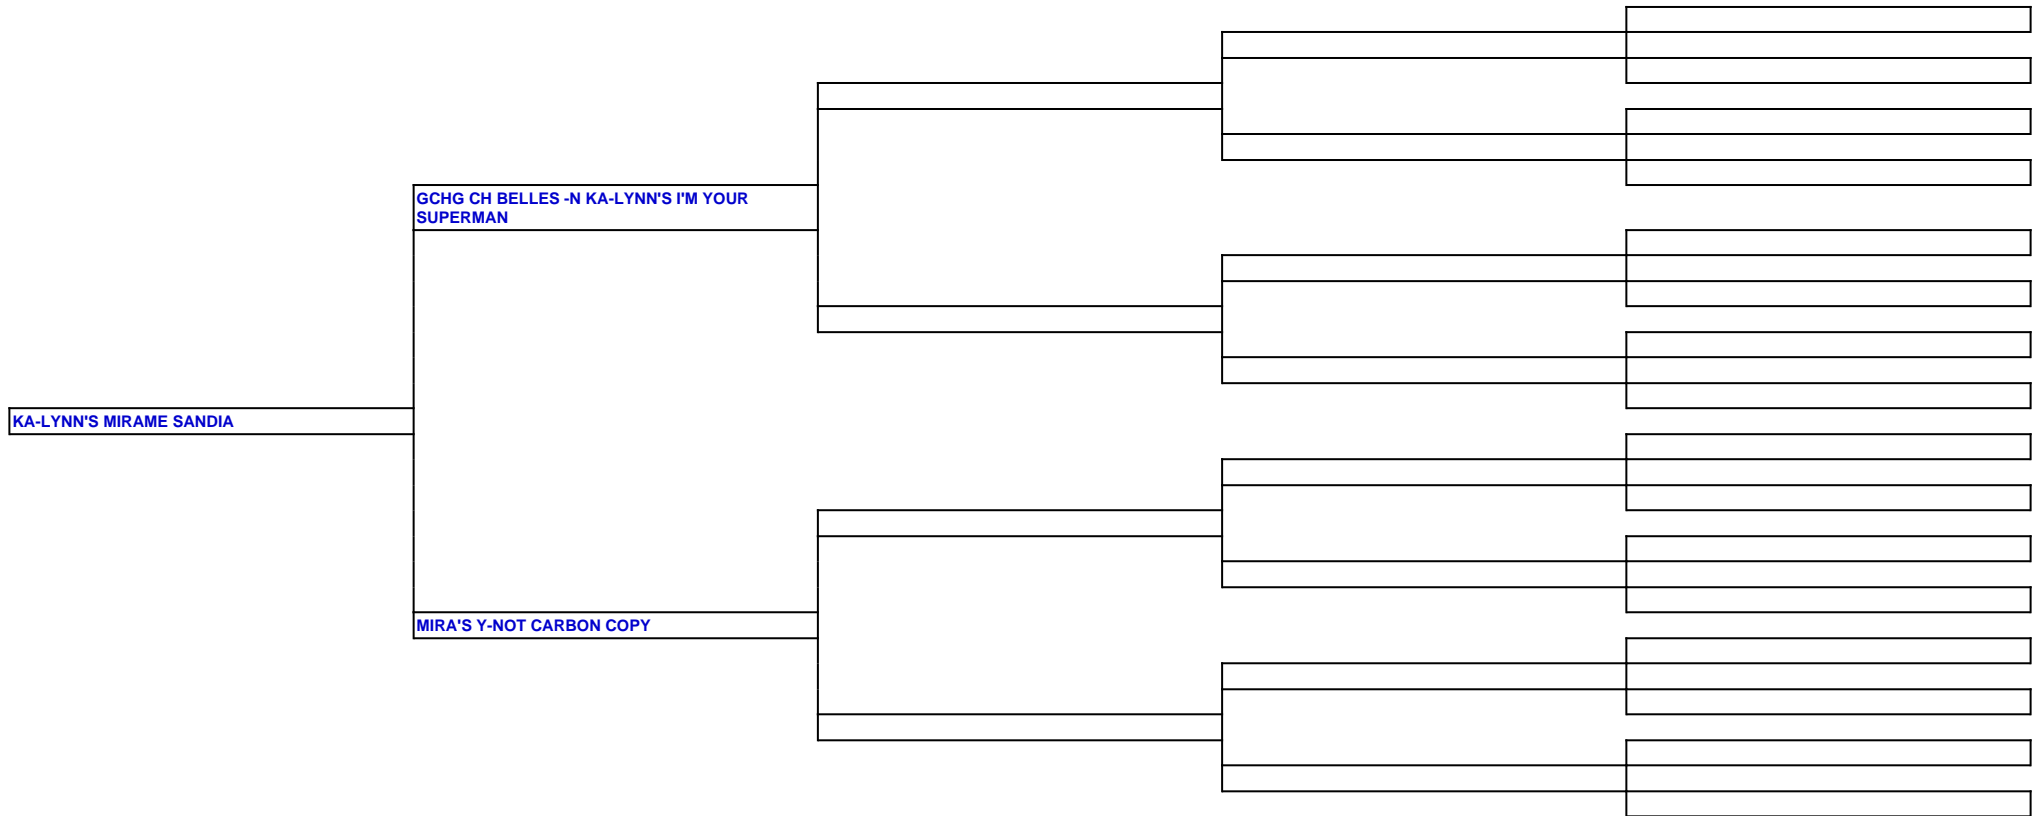 GCHG CH BELLES -N KA-LYNN'S I'M YOUR
SUPERMAN
KA-LYNN'S MIRAME SANDIA
MIRA'S Y-NOT CARBON COPY